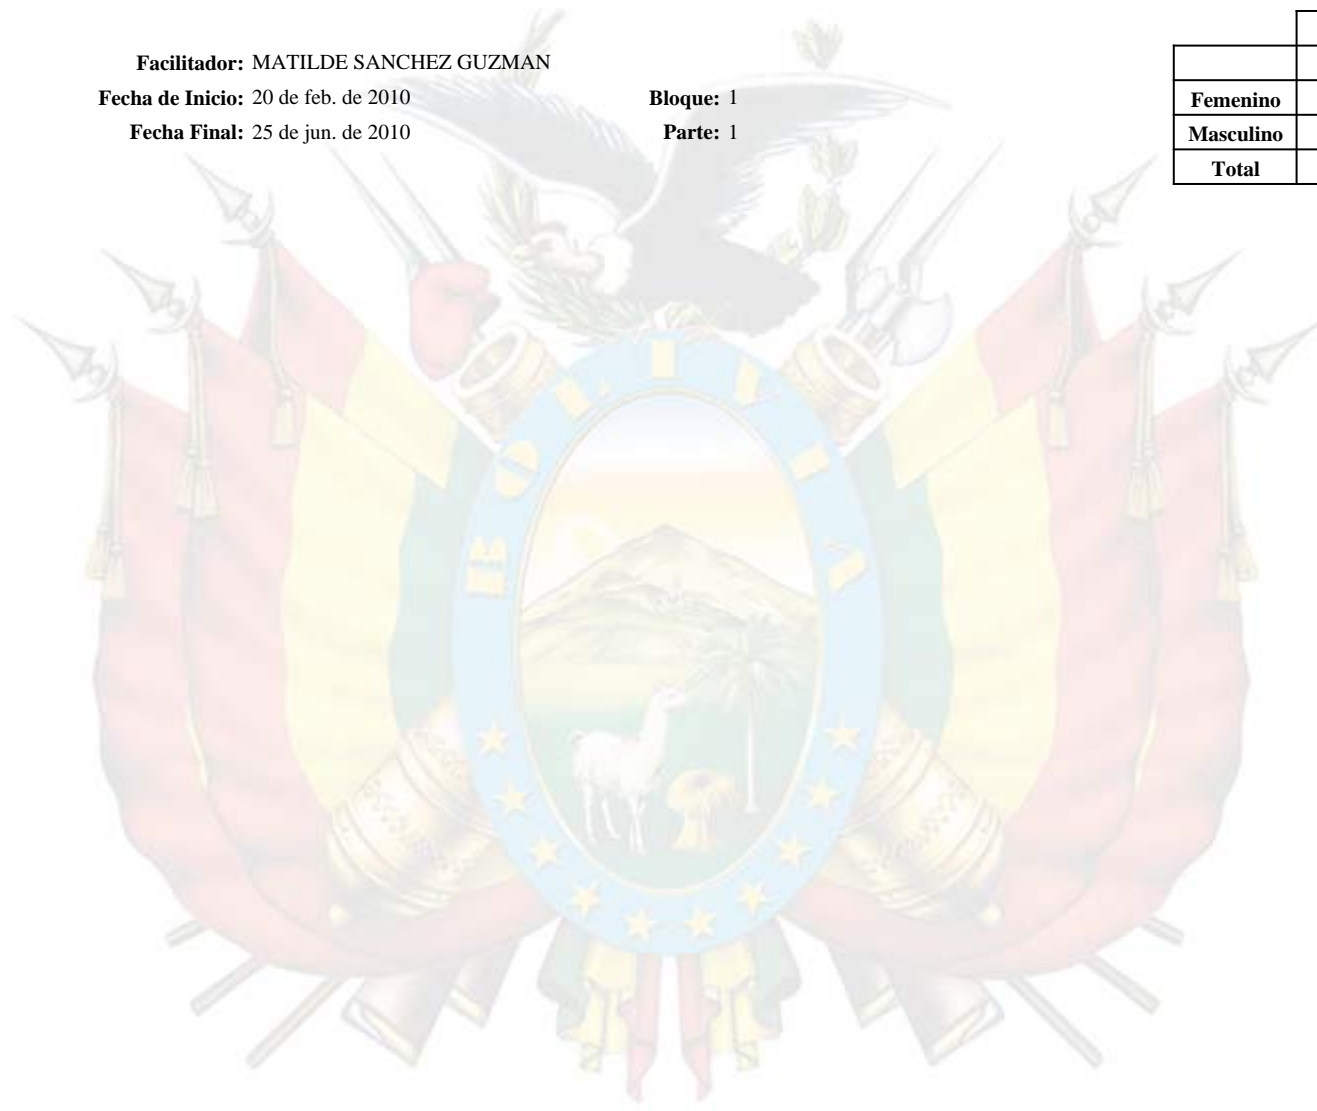 Facilitador: MATILDE SANCHEZ GUZMAN
Fecha de Inicio: 20 de feb. de 2010 Bloque: 1
Fecha Final: 25 de jun. de 2010 Parte: 1
Femenino
Masculino
Total
BOLIVIA